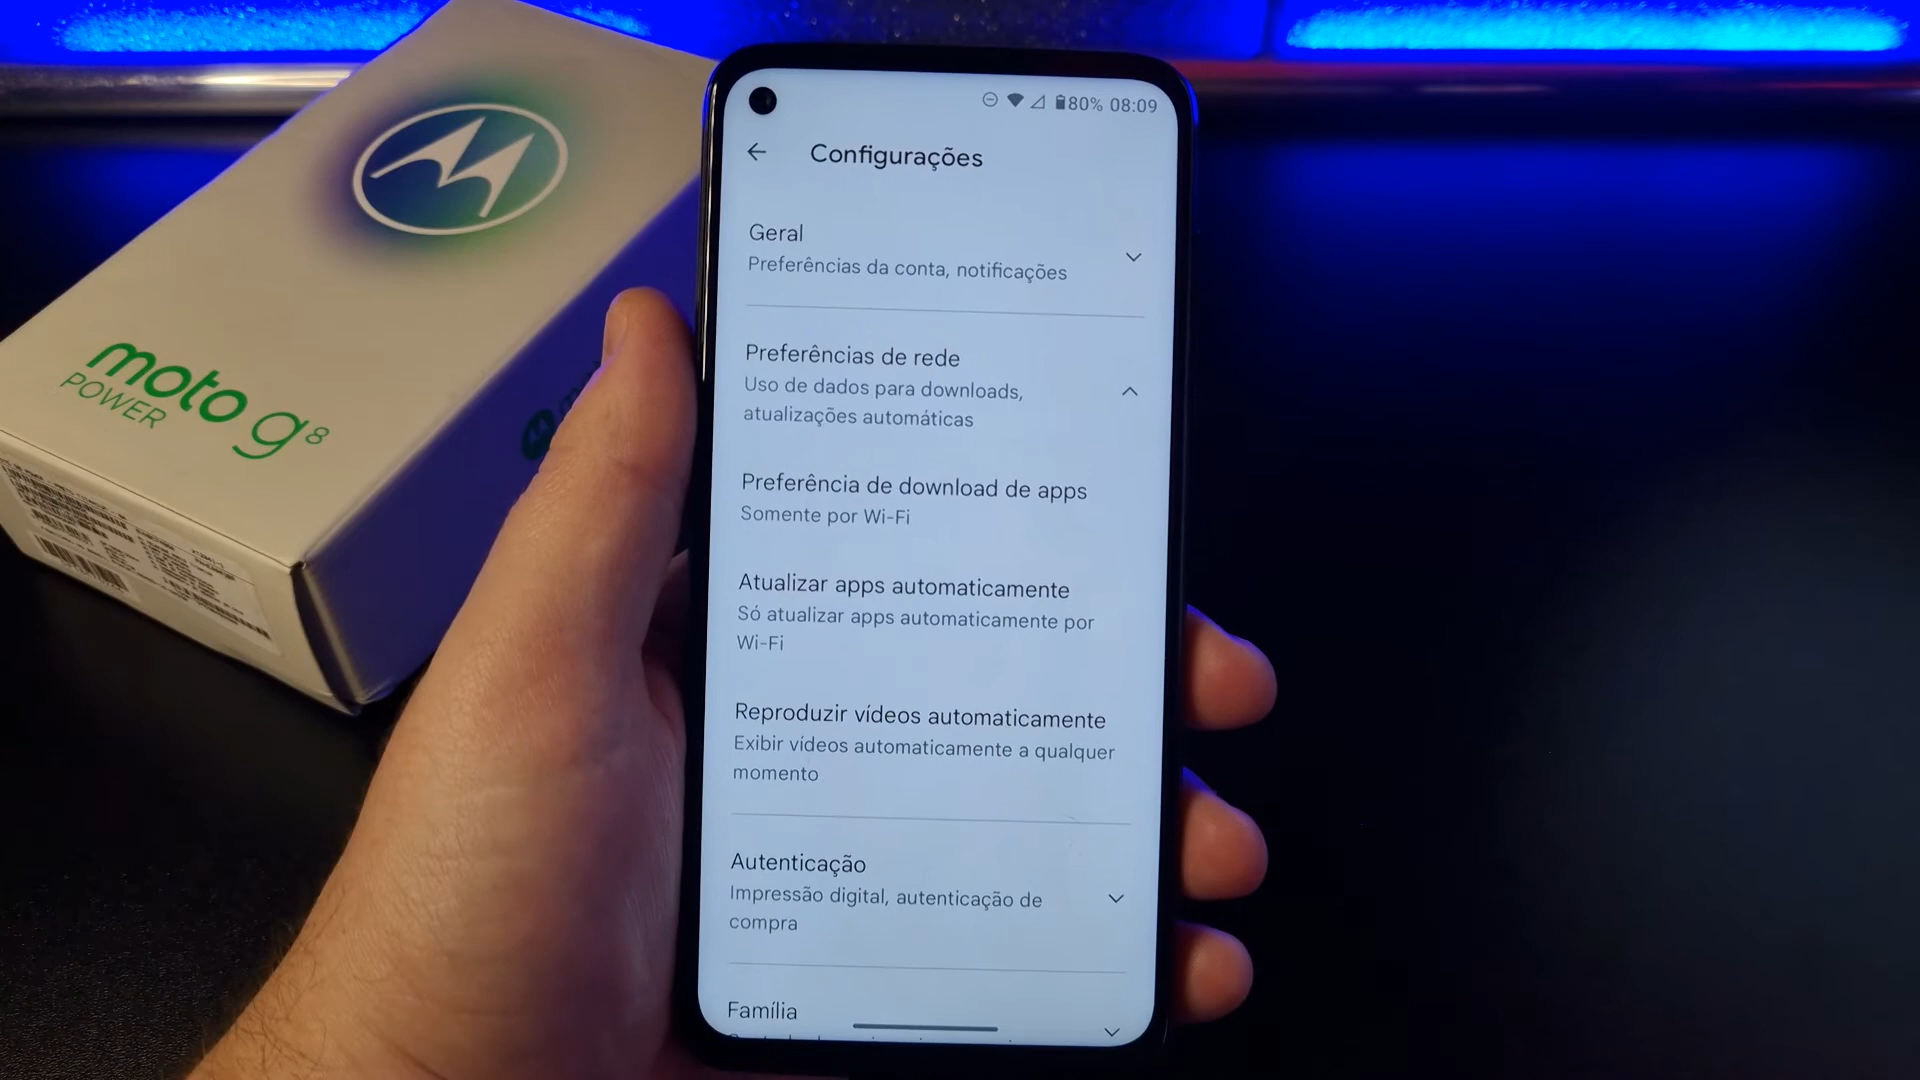 moto g8
POWER
80% 08:09
Configurações
Geral
Preferências da conta, notificações
Preferências de rede
Uso de dados para downloads,
atualizações automáticas
Preferência de download de apps
Somente por Wi-Fi
Atualizar apps automaticamente
Só atualizar apps automaticamente por
Wi-Fi
Reproduzir vídeos automaticamente
Exibir vídeos automaticamente a qualquer
momento
Autenticação
Impressão digital, autenticação de
compra
Família